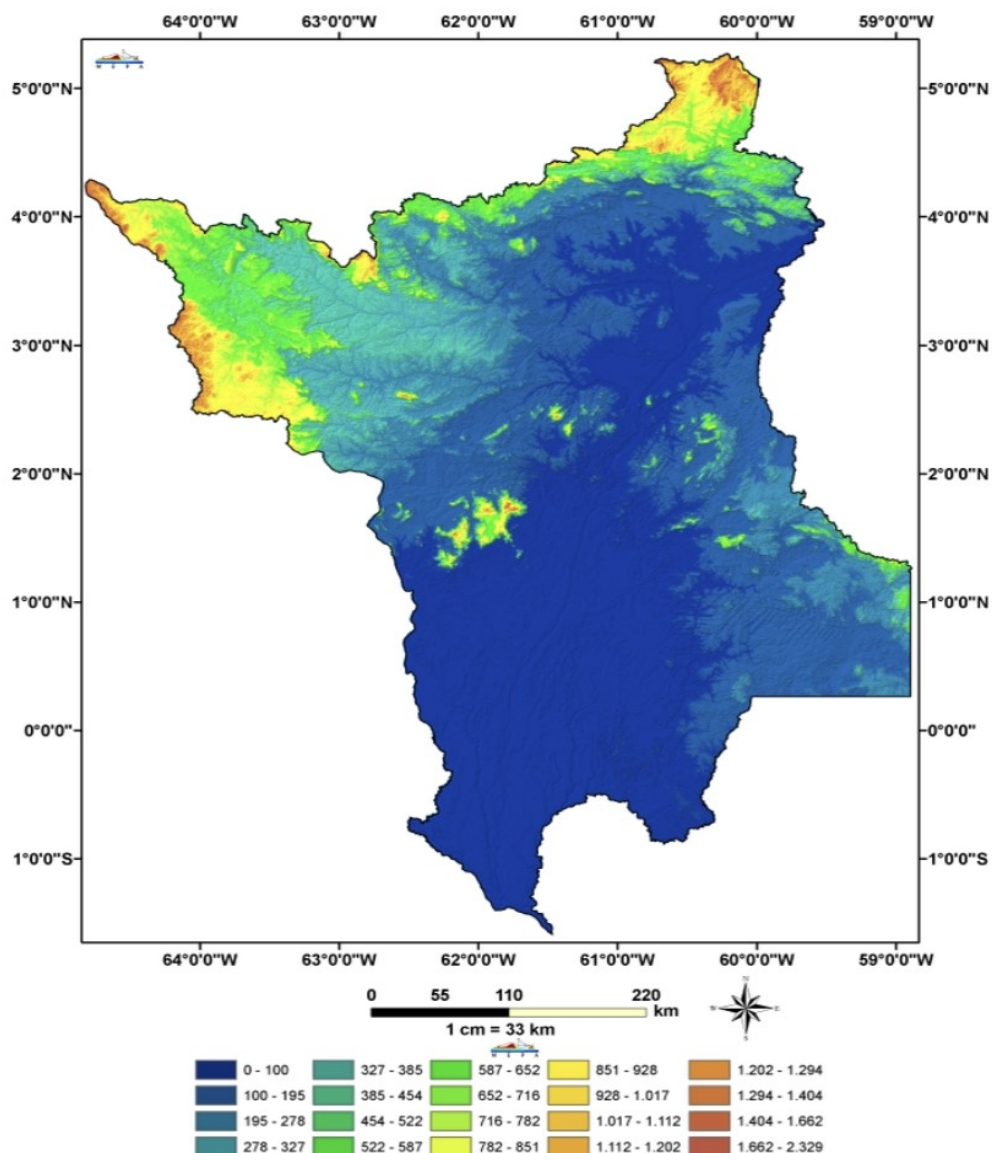 64°0'0"W 63°0'0"W 62°0'0"W 61°0'0"W 60°0'0"W 59°0'0"W
M E P A
5°0'0"N 5°0'0"N
4°0'0"N 4°0'0"N
3°0'0"N 3°0'0"N
2°0'0"N 2°0'0"N
1°0'0"N 1°0'0"N
0°0'0" 0°0'0"
1°0'0"S 1°0'0"S
64°0'0"W 63°0'0"W 62°0'0"W 61°0'0"W 60°0'0"W 59°0'0"W
0 55 110 220
km
1 cm = 33 km
N
W E
S
M E P A
0 - 100 327 - 385 587 - 652 851 - 928 1.202 - 1.294
100 - 195 385 - 454 652 - 716 928 - 1.017 1.294 - 1.404
195 - 278 454 - 522 716 - 782 1.017 - 1.112 1.404 - 1.662
278 - 327 522 - 587 782 - 851 1.112 - 1.202 1.662 - 2.329